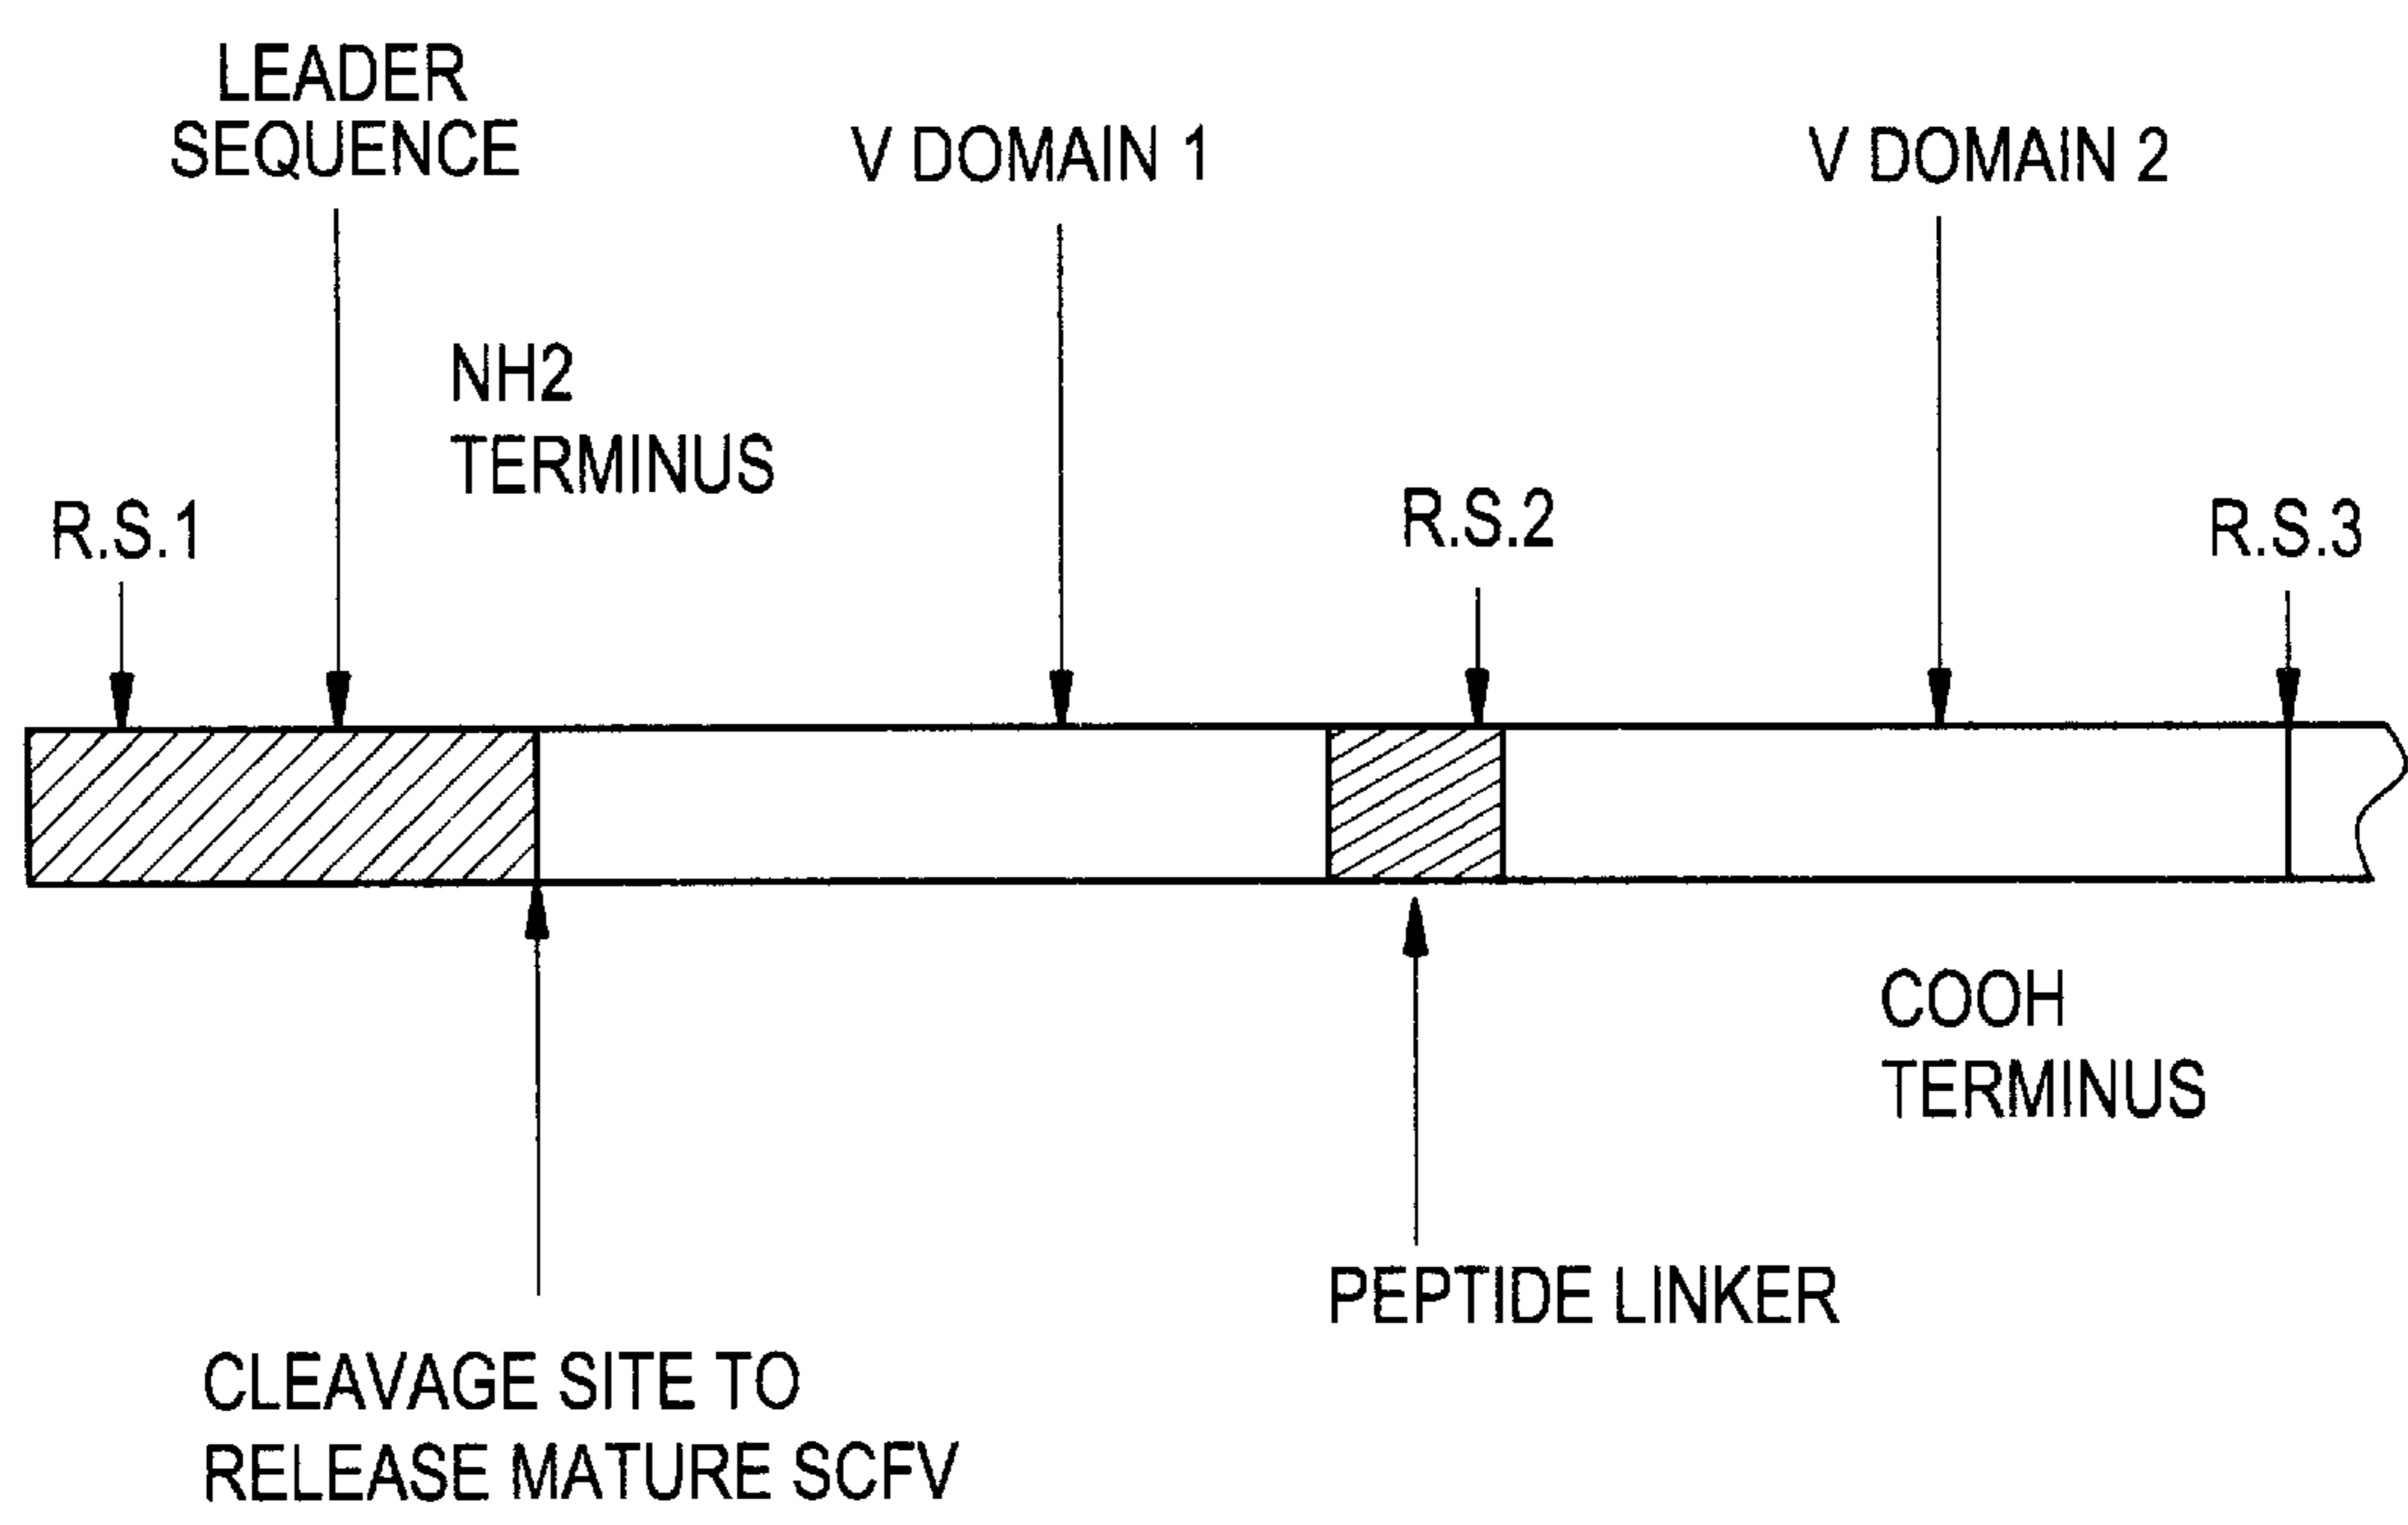 LEADER
SEQUENCE
V DOMAIN 1
V DOMAIN 2
NH2
TERMINUS
R.S.1
R.S.2
R.S.3
COOH
TERMINUS
PEPTIDE LINKER
CLEAVAGE SITE TO
RELEASE MATURE SCFV